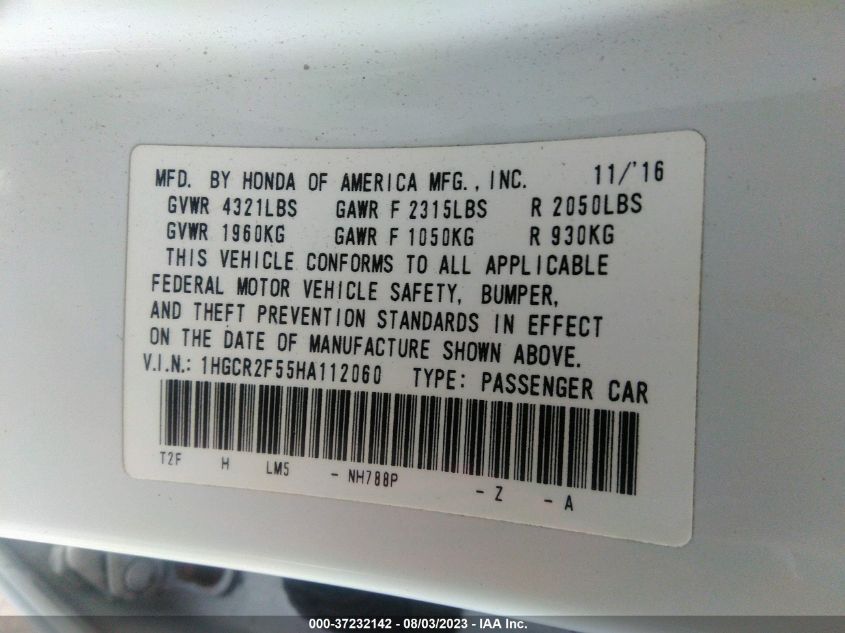 MFD. BY HONDA OF AMERICA MFG., INC. 11/'16
GVWR 4321LBS GAWR F 2315LBS R 2050LBS
GVWR 1960KG GAWR F 1050KG R 930KG
THIS VEHICLE CONFORMS TO ALL APPLICABLE
FEDERAL MOTOR VEHICLE SAFETY, BUMPER,
AND THEFT PREVENTION STANDARDS IN EFFECT
ON THE DATE OF MANUFACTURE SHOWN ABOVE.
V.I.N.: 1HGCR2F55HA112060 TYPE: PASSENGER CAR
T2F H LM5 - NH788P - Z - A
000-37232142 - 08/03/2023 - IAA Inc.